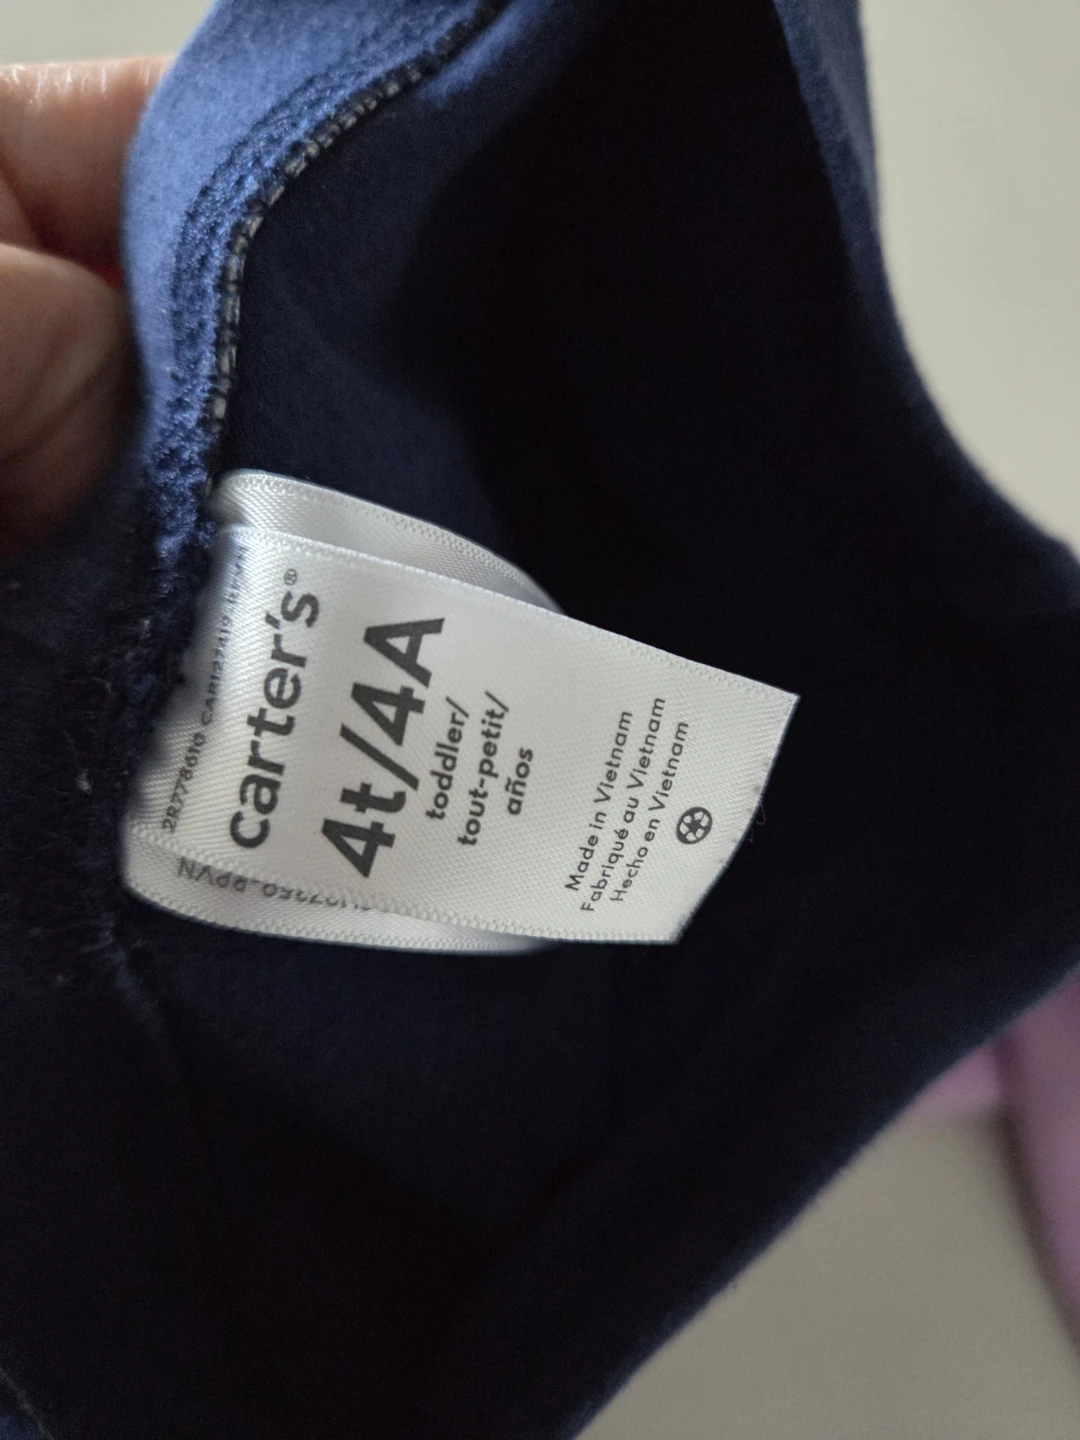 carter's®
4t/4A
toddler/
tout-petit/
años
Made in Vietnam
Fabriqué au Vietnam
Hecho en Vietnam